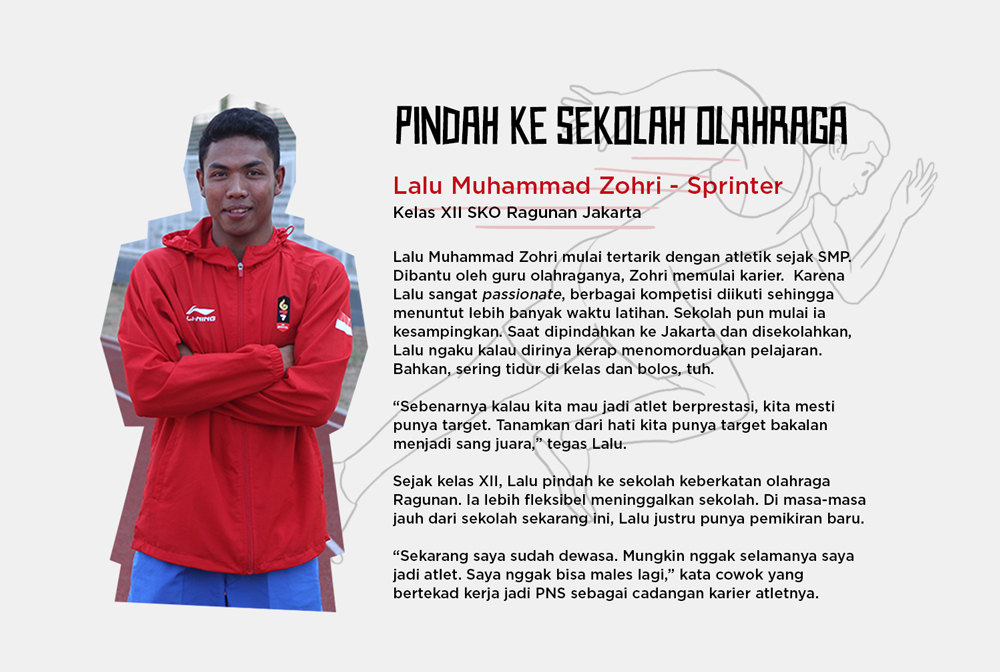 PINDAH KE SEKOLAH OLAHRAGA
Lalu Muhammad Zohri - Sprinter
Kelas XII SKO Ragunan Jakarta
Lalu Muhammad Zohri mulai tertarik dengan atletik sejak SMP.
Dibantu oleh guru olahraganya, Zohri memulai karier.  Karena
Lalu sangat passionate, berbagai kompetisi diikuti sehingga
menuntut lebih banyak waktu latihan. Sekolah pun mulai ia
kesampingkan. Saat dipindahkan ke Jakarta dan disekolahkan,
Lalu ngaku kalau dirinya kerap menomorduakan pelajaran.
Bahkan, sering tidur di kelas dan bolos, tuh.
“Sebenarnya kalau kita mau jadi atlet berprestasi, kita mesti
punya target. Tanamkan dari hati kita punya target bakalan
menjadi sang juara,” tegas Lalu.
Sejak kelas XII, Lalu pindah ke sekolah keberkatan olahraga
Ragunan. Ia lebih fleksibel meninggalkan sekolah. Di masa-masa
jauh dari sekolah sekarang ini, Lalu justru punya pemikiran baru.
“Sekarang saya sudah dewasa. Mungkin nggak selamanya saya
jadi atlet. Saya nggak bisa males lagi,” kata cowok yang
bertekad kerja jadi PNS sebagai cadangan karier atletnya.
LI-NING